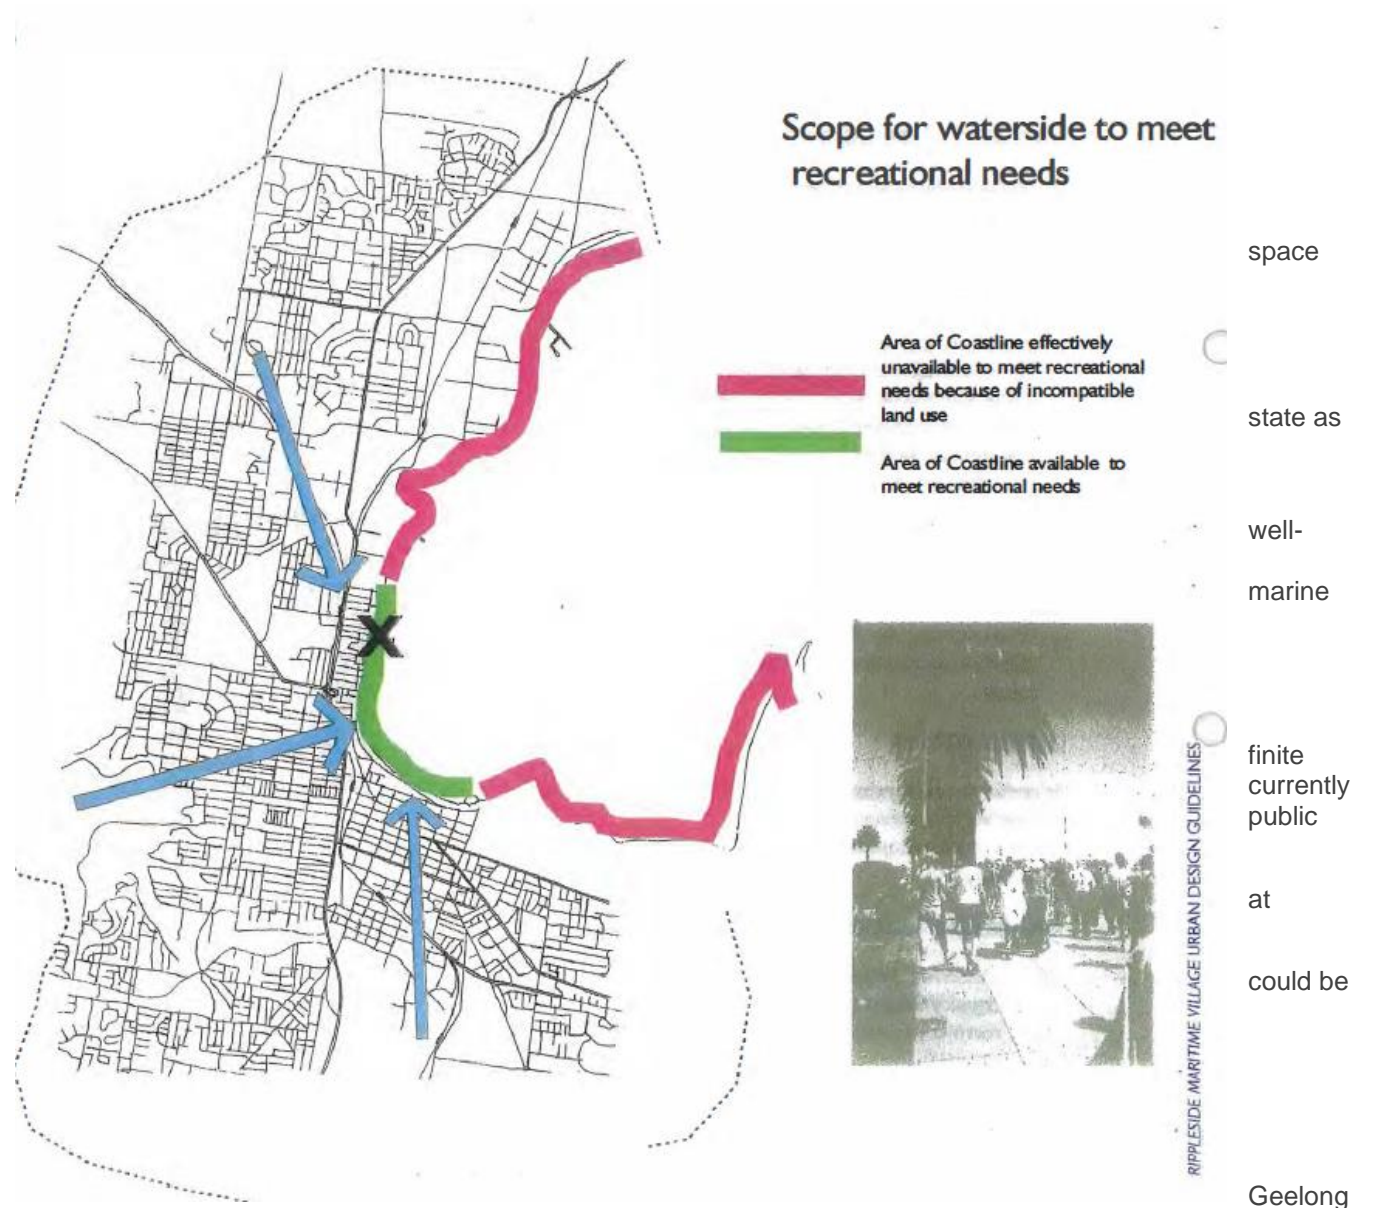 Scope for waterside to meet
recreational needs
space
Area of Coastline effectively
unavailable to meet recreational
needs because of incompatible
land use
state as
Area of Coastline available to
meet recreational needs
well-
marine
X
finite
currently
public
at
could be
RIPPLESIDE MARITIME VILLAGE URBAN DESIGN GUIDELINES
Geelong